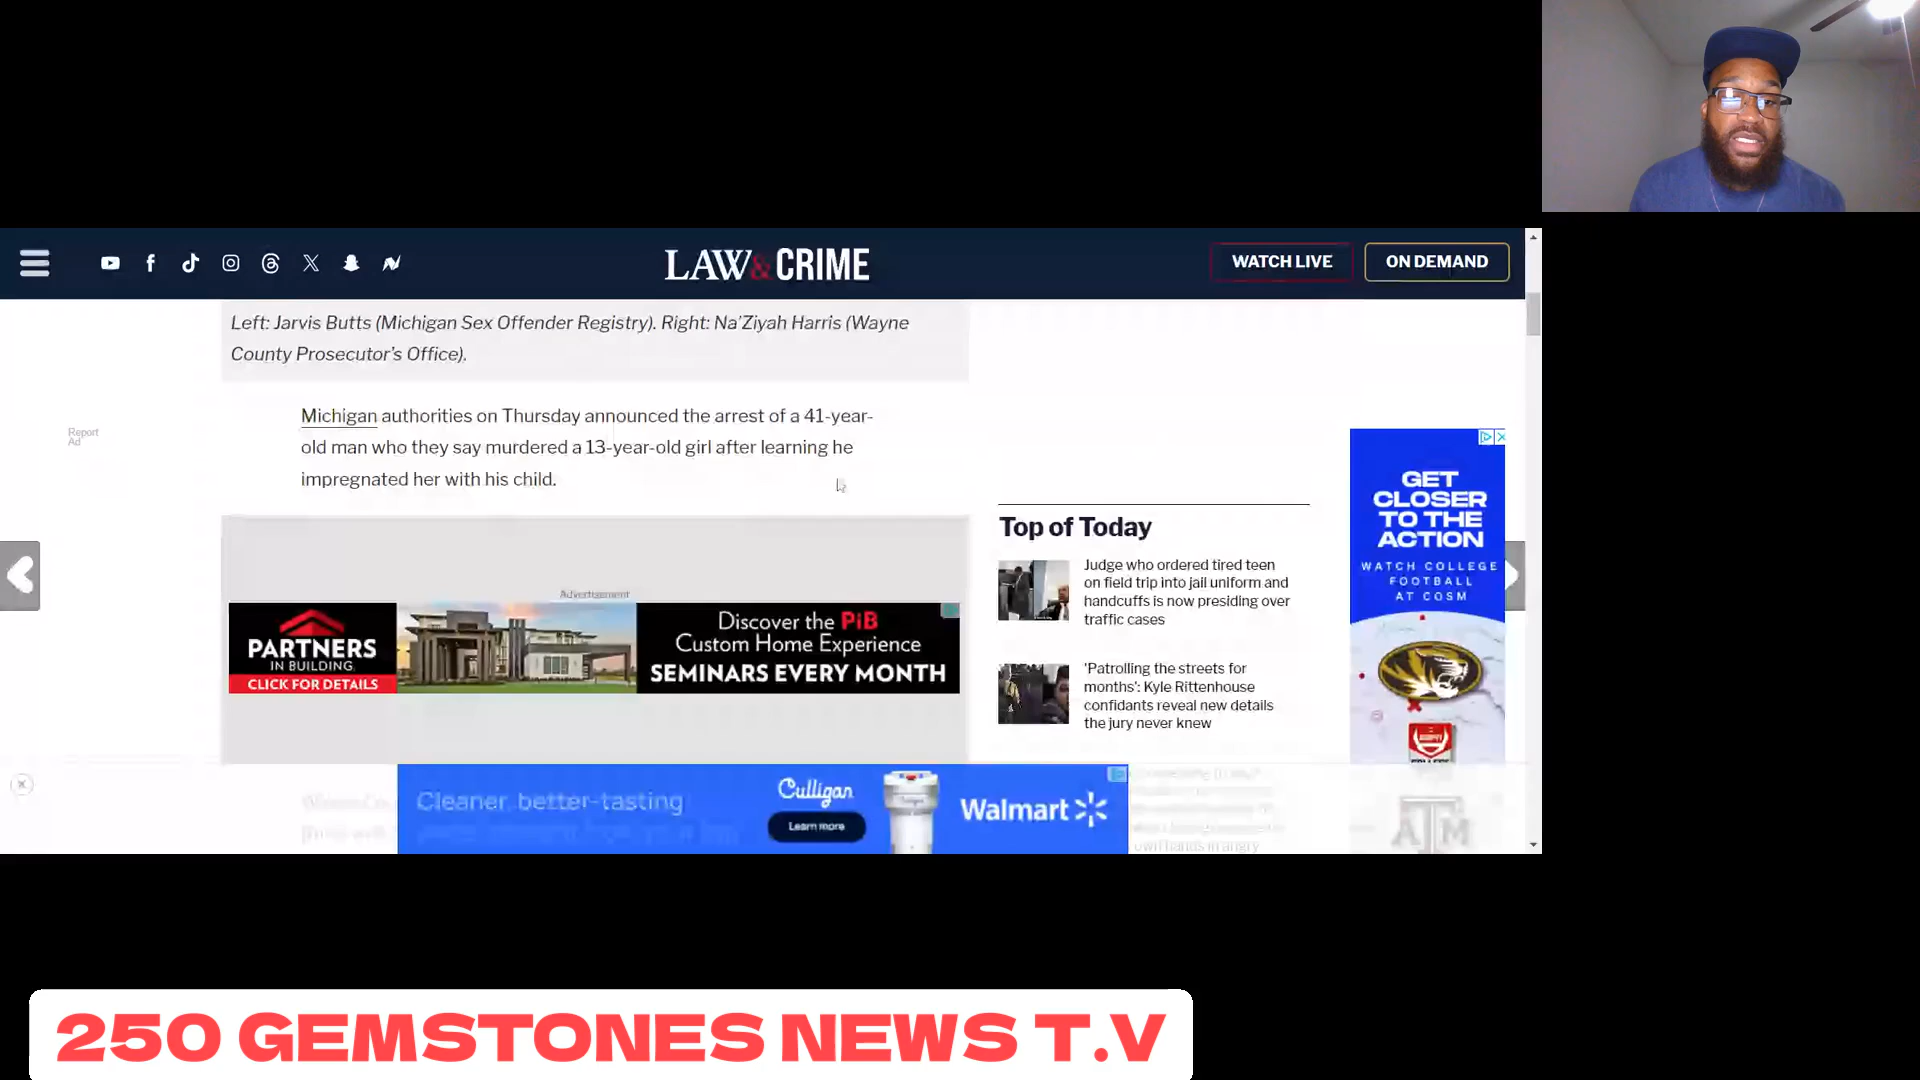 LAW&CRIME
WATCH LIVE
ON DEMAND
Left: Jarvis Butts (Michigan Sex Offender Registry). Right: Na’Ziyah Harris (Wayne
County Prosecutor’s Office).
Michigan authorities on Thursday announced the arrest of a 41-year-
old man who they say murdered a 13-year-old girl after learning he
impregnated her with his child.
Report
Ad
Advertisement
PARTNERS
IN BUILDING
CLICK FOR DETAILS
Discover the PiB
Custom Home Experience
SEMINARS EVERY MONTH
Top of Today
Judge who ordered tired teen
on field trip into jail uniform and
handcuffs is now presiding over
traffic cases
'Patrolling the streets for
months': Kyle Rittenhouse
confidants reveal new details
the jury never knew
GET
CLOSER
TO THE
ACTION
WATCH COLLEGE
FOOTBALL
AT COSM
ESPN
Cleaner, better-tasting
Culligan
Learn more
Walmart
own hands in angry
ATM
250 GEMSTONES NEWS T.V